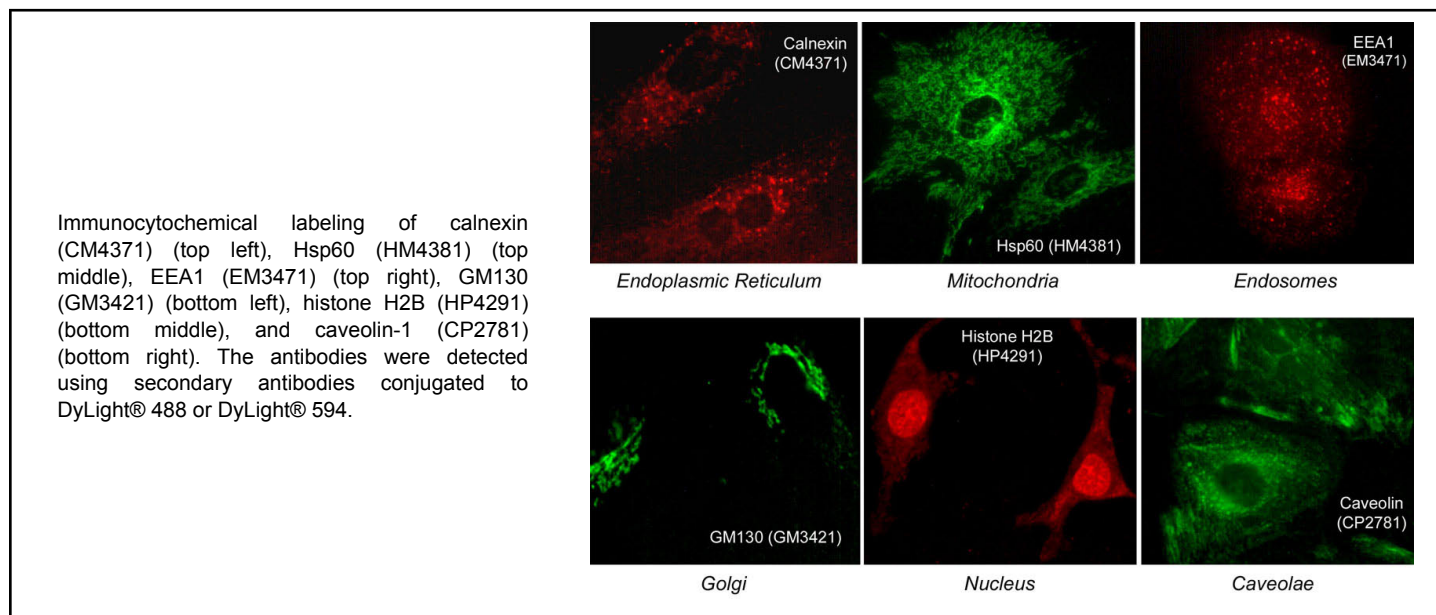 Immunocytochemical labeling of calnexin
(CM4371) (top left), Hsp60 (HM4381) (top
middle), EEA1 (EM3471) (top right), GM130
(GM3421) (bottom left), histone H2B (HP4291)
(bottom middle), and caveolin-1 (CP2781)
(bottom right). The antibodies were detected
using secondary antibodies conjugated to
DyLight® 488 or DyLight® 594.
Calnexin
(CM4371)
Hsp60 (HM4381)
EEA1
(EM3471)
Endoplasmic Reticulum
Mitochondria
Endosomes
GM130 (GM3421)
Histone H2B
(HP4291)
Caveolin
(CP2781)
Golgi
Nucleus
Caveolae